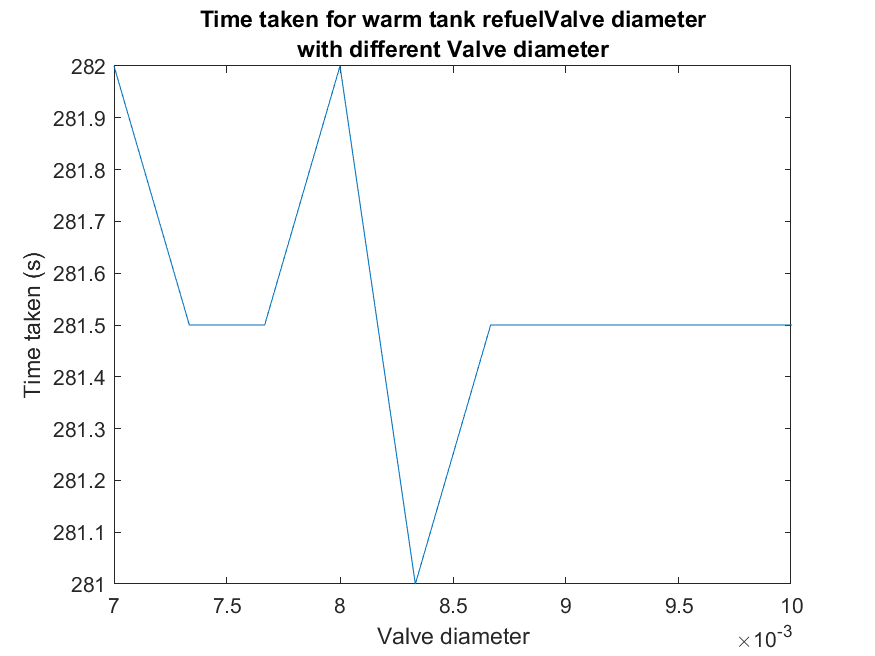 Time taken for warm tank refuelValve diameter
with different Valve diameter
282
281.9
281.8
281.7
281.6
281.5
281.4
281.3
281.2
281.1
281
Time taken (s)
7 7.5 8 8.5 9 9.5 10
Valve diameter
×10⁻³